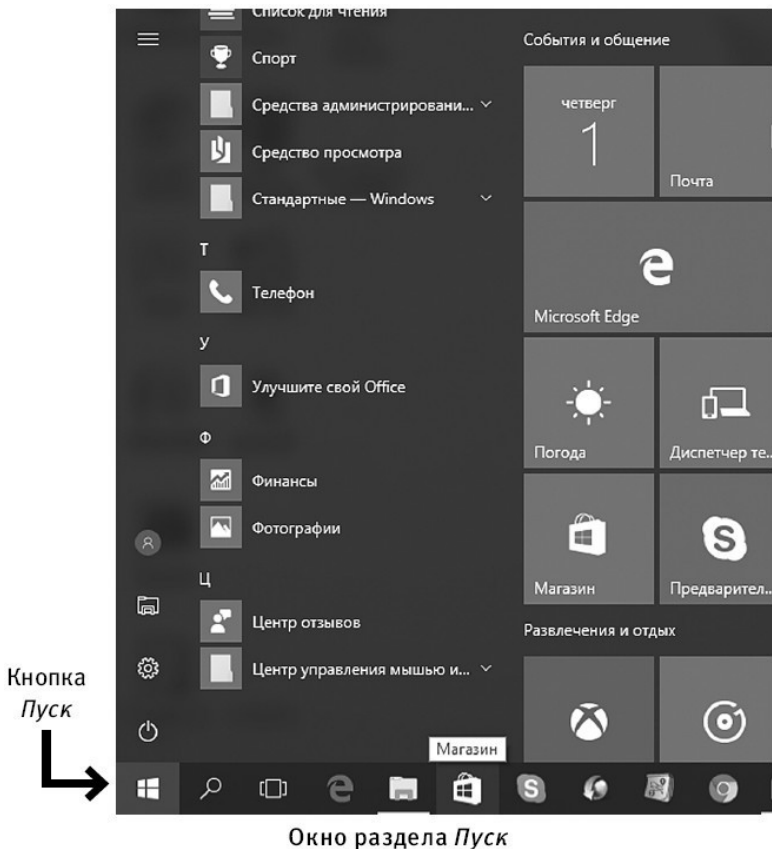 Список для чтения
Спорт
Средства администрировани...
Средство просмотра
Стандартные — Windows
Т
Телефон
У
Улучшите свой Office
Ф
Финансы
Фотографии
Ц
Центр отзывов
Центр управления мышью и...
События и общение
четверг
1
Почта
Microsoft Edge
Погода
Диспетчер те...
Магазин
Предварител...
Развлечения и отдых
Магазин
Кнопка
Пуск
Окно раздела Пуск